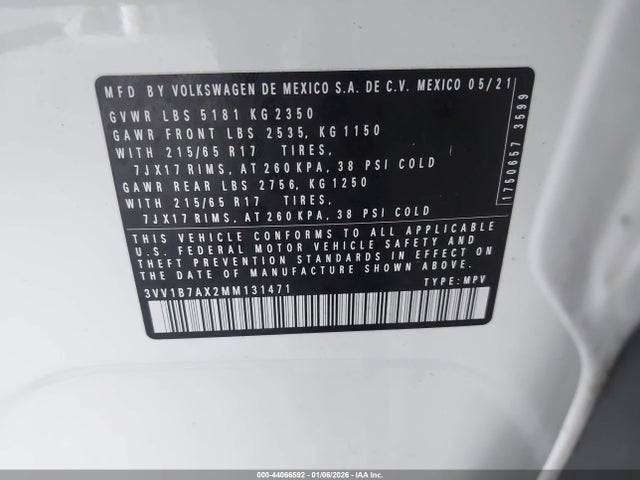 MFD BY VOLKSWAGEN DE MEXICO S.A. DE C.V. MEXICO 05/21
GVWR LBS 5181 KG 2350
GAWR FRONT LBS 2535, KG 1150
WITH 215/65 R17 TIRES,
7JX17 RIMS, AT 260 KPA, 38 PSI COLD
GAWR REAR LBS 2756, KG 1250
WITH 215/65 R17 TIRES,
7JX17 RIMS, AT 260 KPA, 38 PSI COLD
THIS VEHICLE CONFORMS TO ALL APPLICABLE
U.S. FEDERAL MOTOR VEHICLE SAFETY AND
THEFT PREVENTION STANDARDS IN EFFECT ON
THE DATE OF MANUFACTURE SHOWN ABOVE.
3VV1B7AX2MM131471 TYPE: MPV
1750657 3599
000-44066592 - 01/06/2026 - IAAI.COM